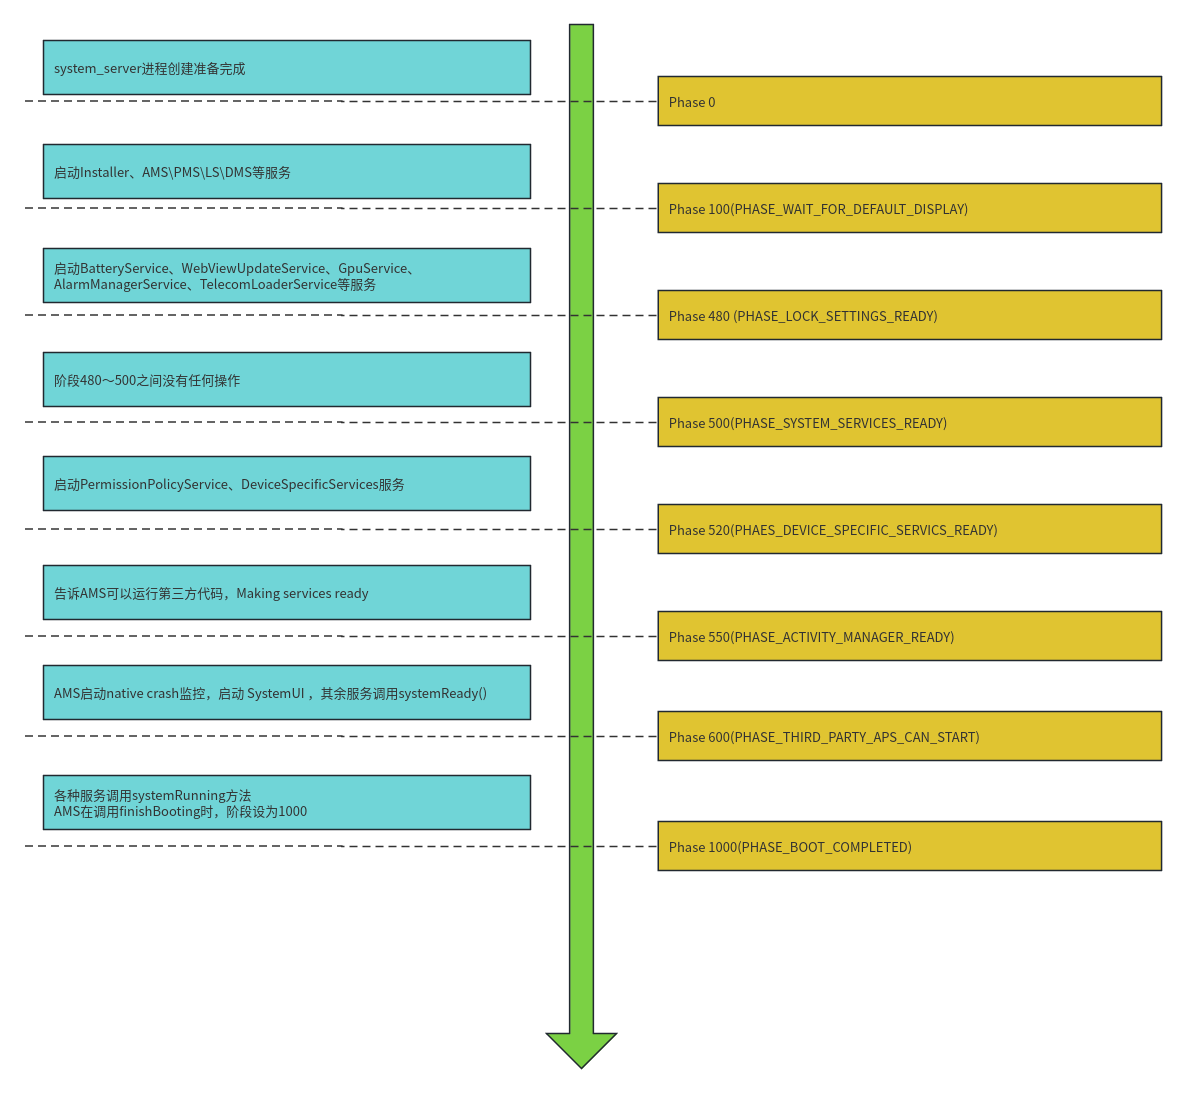 system_server进程创建准备完成
Phase 0
启动Installer、AMS\PMS\LS\DMS等服务
Phase 100(PHASE_WAIT_FOR_DEFAULT_DISPLAY)
启动BatteryService、WebViewUpdateService、GpuService、
AlarmManagerService、TelecomLoaderService等服务
Phase 480 (PHASE_LOCK_SETTINGS_READY)
阶段480～500之间没有任何操作
Phase 500(PHASE_SYSTEM_SERVICES_READY)
启动PermissionPolicyService、DeviceSpecificServices服务
Phase 520(PHAES_DEVICE_SPECIFIC_SERVICS_READY)
告诉AMS可以运行第三方代码，Making services ready
Phase 550(PHASE_ACTIVITY_MANAGER_READY)
AMS启动native crash监控，启动 SystemUI ，其余服务调用systemReady()
Phase 600(PHASE_THIRD_PARTY_APS_CAN_START)
各种服务调用systemRunning方法
AMS在调用finishBooting时，阶段设为1000
Phase 1000(PHASE_BOOT_COMPLETED)